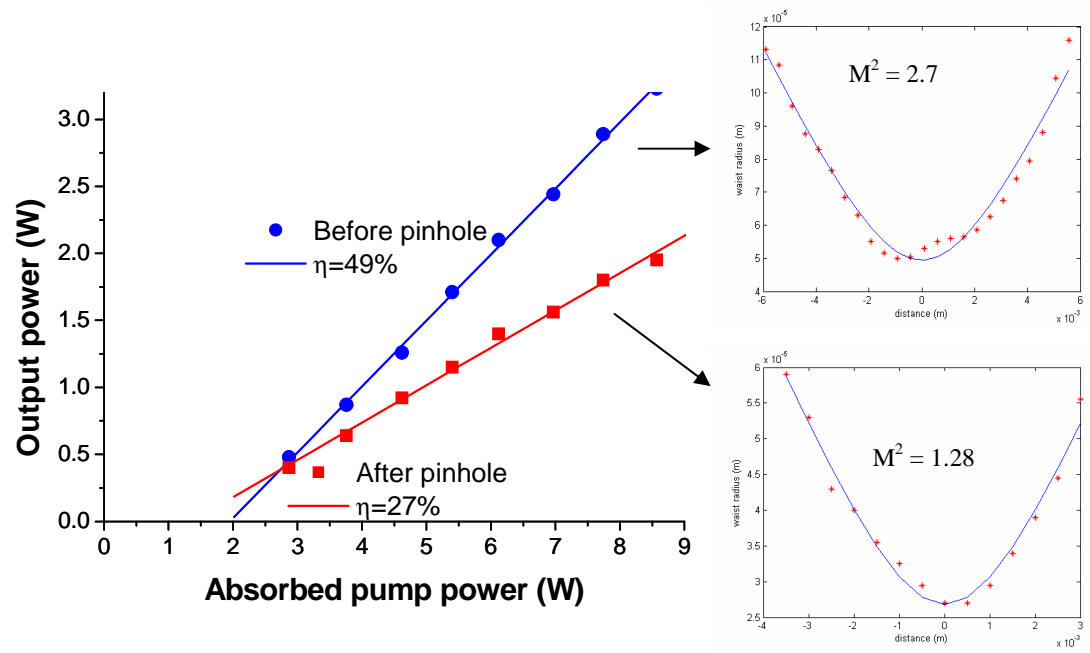 3.0
2.5
2.0
1.5
1.0
0.5
0.0
0 1 2 3 4 5 6 7 8 9
Output power (W)
Absorbed pump power (W)
Before pinhole
η=49%
After pinhole
η=27%
x 10⁻⁵
12
11
10
9
8
7
6
5
4
-6 -4 -2 0 2 4 6
waist radius (m)
distance (m)
x 10⁻³
M² = 2.7
x 10⁻⁵
6
5.5
5
4.5
4
3.5
3
2.5
-4 -3 -2 -1 0 1 2 3
waist radius (m)
distance (m)
x 10⁻³
M² = 1.28